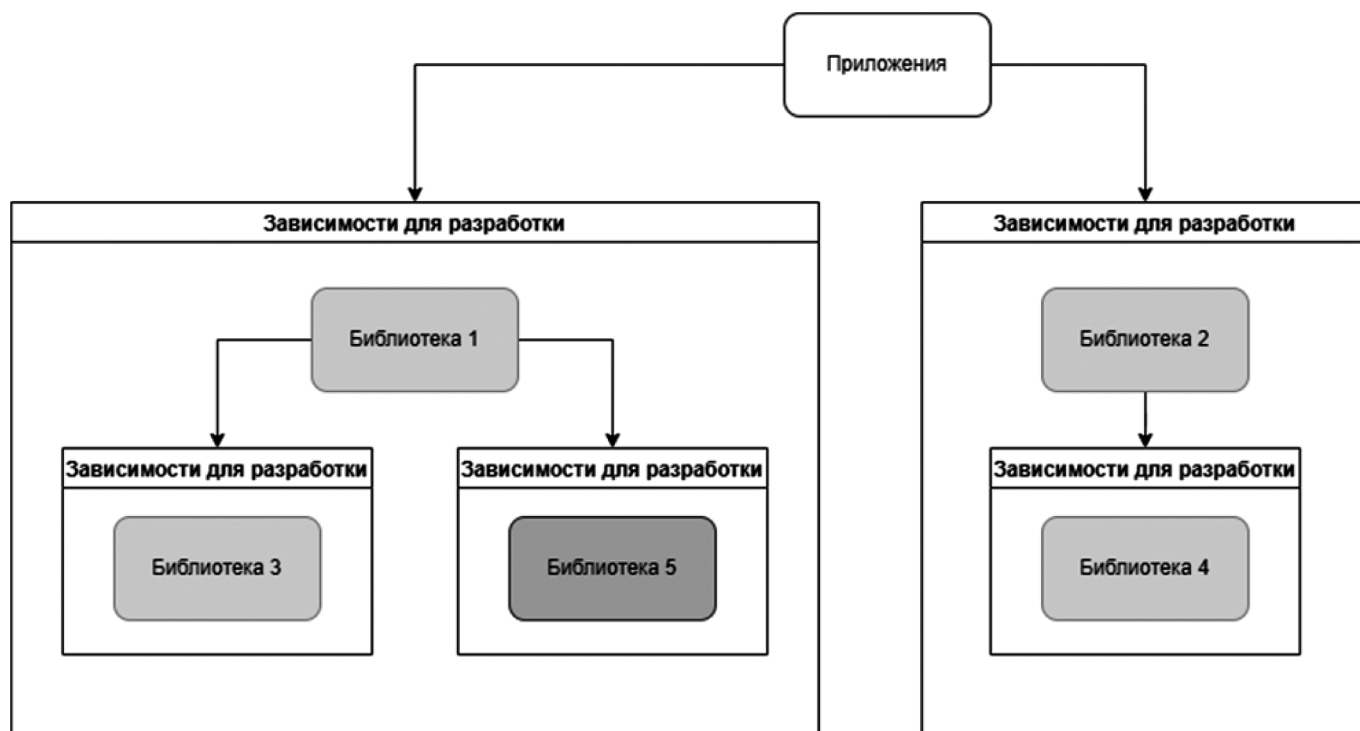 Приложения
Зависимости для разработки
Зависимости для разработки
Библиотека 1
Библиотека 2
Зависимости для разработки
Зависимости для разработки
Зависимости для разработки
Библиотека 3
Библиотека 5
Библиотека 4